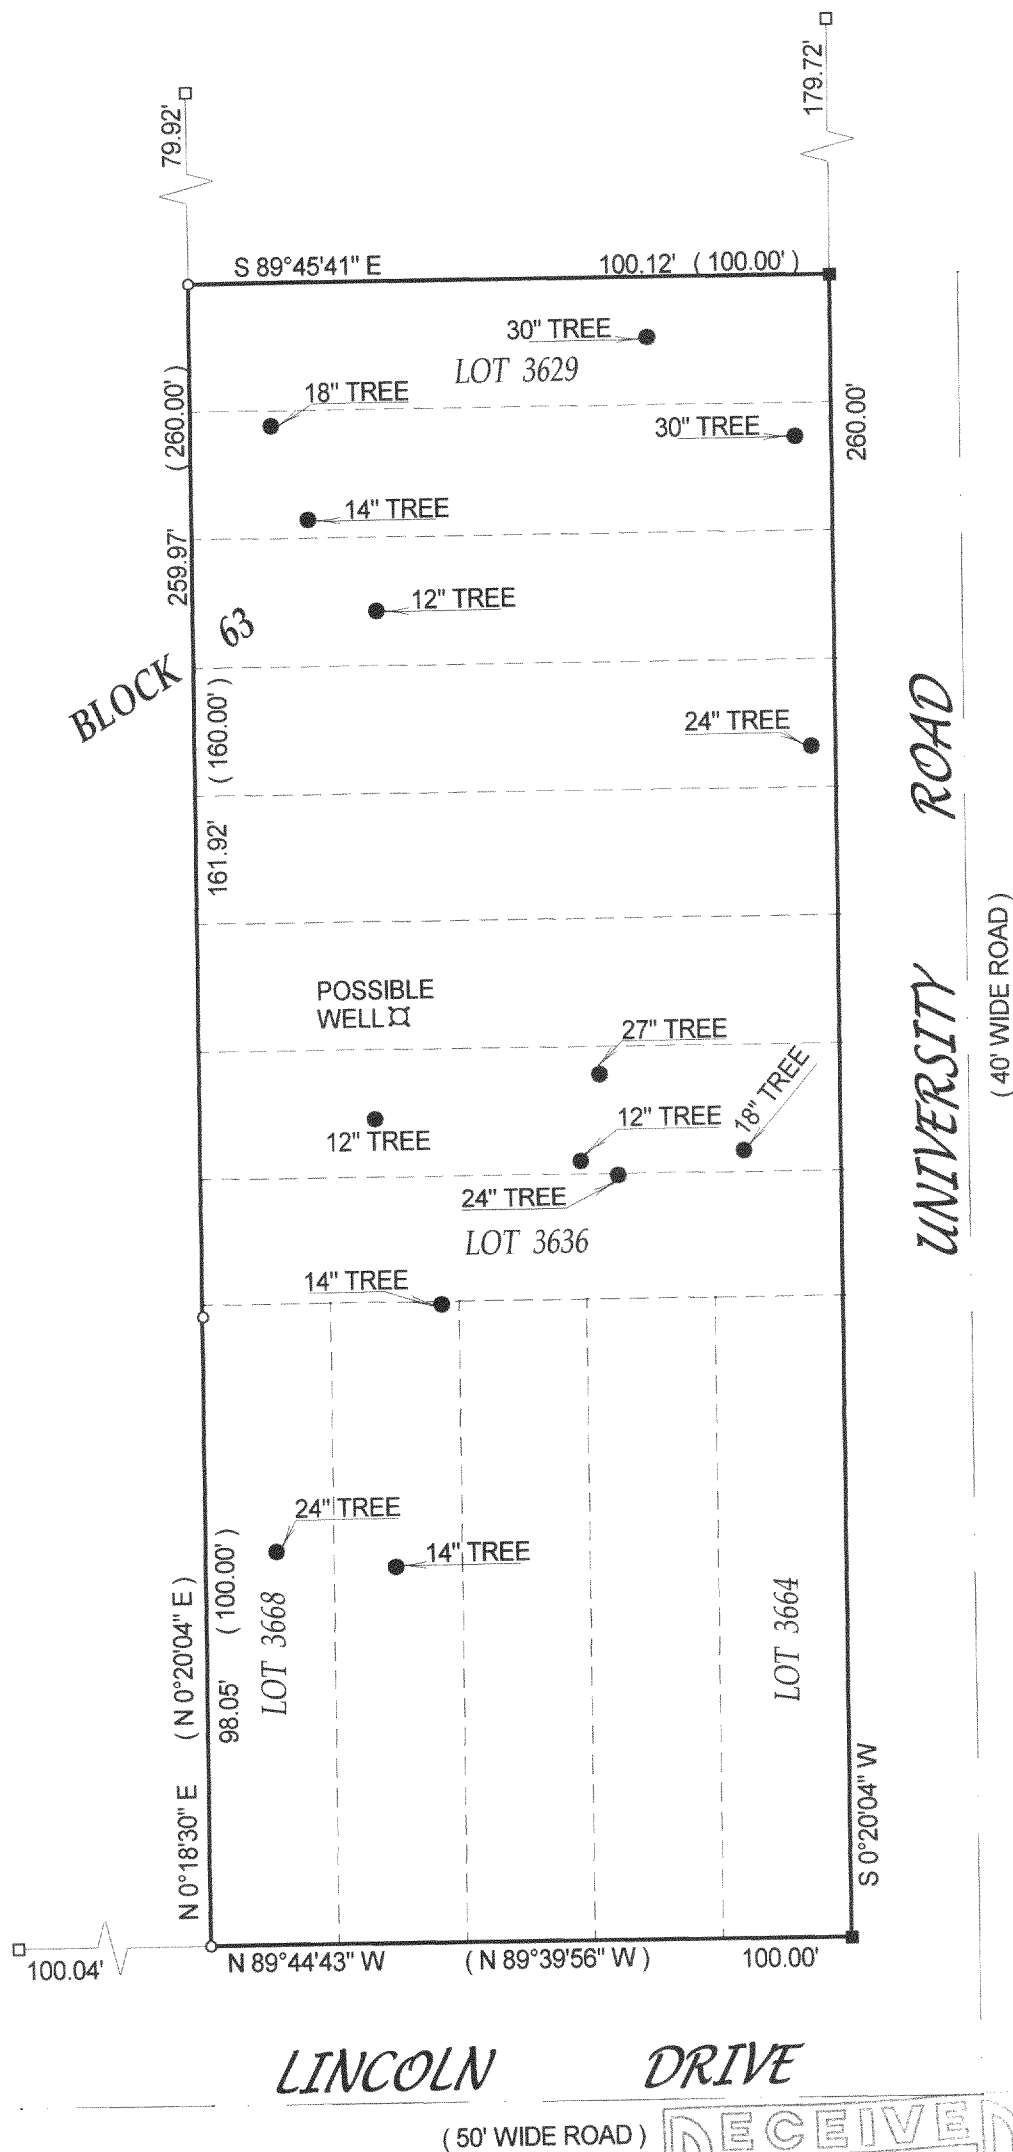 179.72'
79.92'
S 89°45'41" E 100.12' ( 100.00' )
30" TREE
LOT 3629
18" TREE
30" TREE
( 260.00' )
260.00'
14" TREE
259.97'
12" TREE
BLOCK 63
( 160.00' )
24" TREE
ROAD
161.92'
( 40' WIDE ROAD )
POSSIBLE
WELL
27" TREE
UNIVERSITY
18" TREE
12" TREE
12" TREE
24" TREE
LOT 3636
14" TREE
24" TREE
14" TREE
( 100.00' )
( N 0°20'04" E )
LOT 3668
LOT 3664
98.05'
N 0°18'30" E
S 0°20'04" W
100.04'
N 89°44'43" W ( N 89°39'56" W ) 100.00'
LINCOLN DRIVE
( 50' WIDE ROAD )